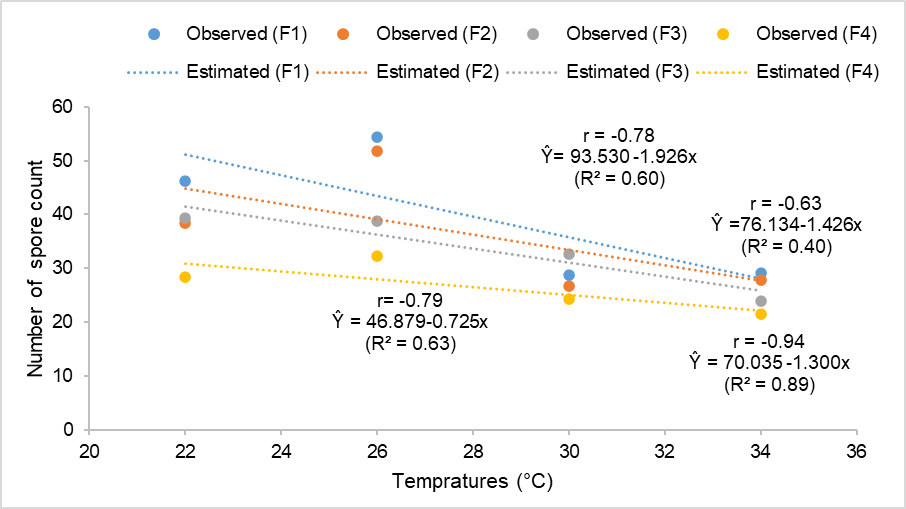 Observed (F1) Observed (F2) Observed (F3) Observed (F4)
Estimated (F1) Estimated (F2) Estimated (F3) Estimated (F4)
Number of spore count
60
50
40
30
20
10
0
r = -0.78
Ŷ= 93.530-1.926x
(R² = 0.60)
r = -0.63
Ŷ =76.134-1.426x
(R² = 0.40)
r= -0.79
Ŷ = 46.879-0.725x
(R² = 0.63)
r = -0.94
Ŷ = 70.035-1.300x
(R² = 0.89)
20 22 24 26 28 30 32 34 36
Tempratures (°C)